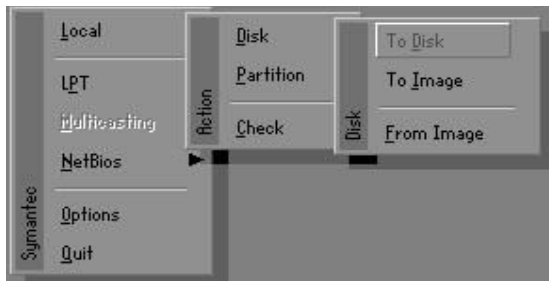 Local
LPT
Multicasting
NetBios
Options
Quit
Symantec
Disk
Partition
Check
Action
To Disk
To Image
From Image
Disk